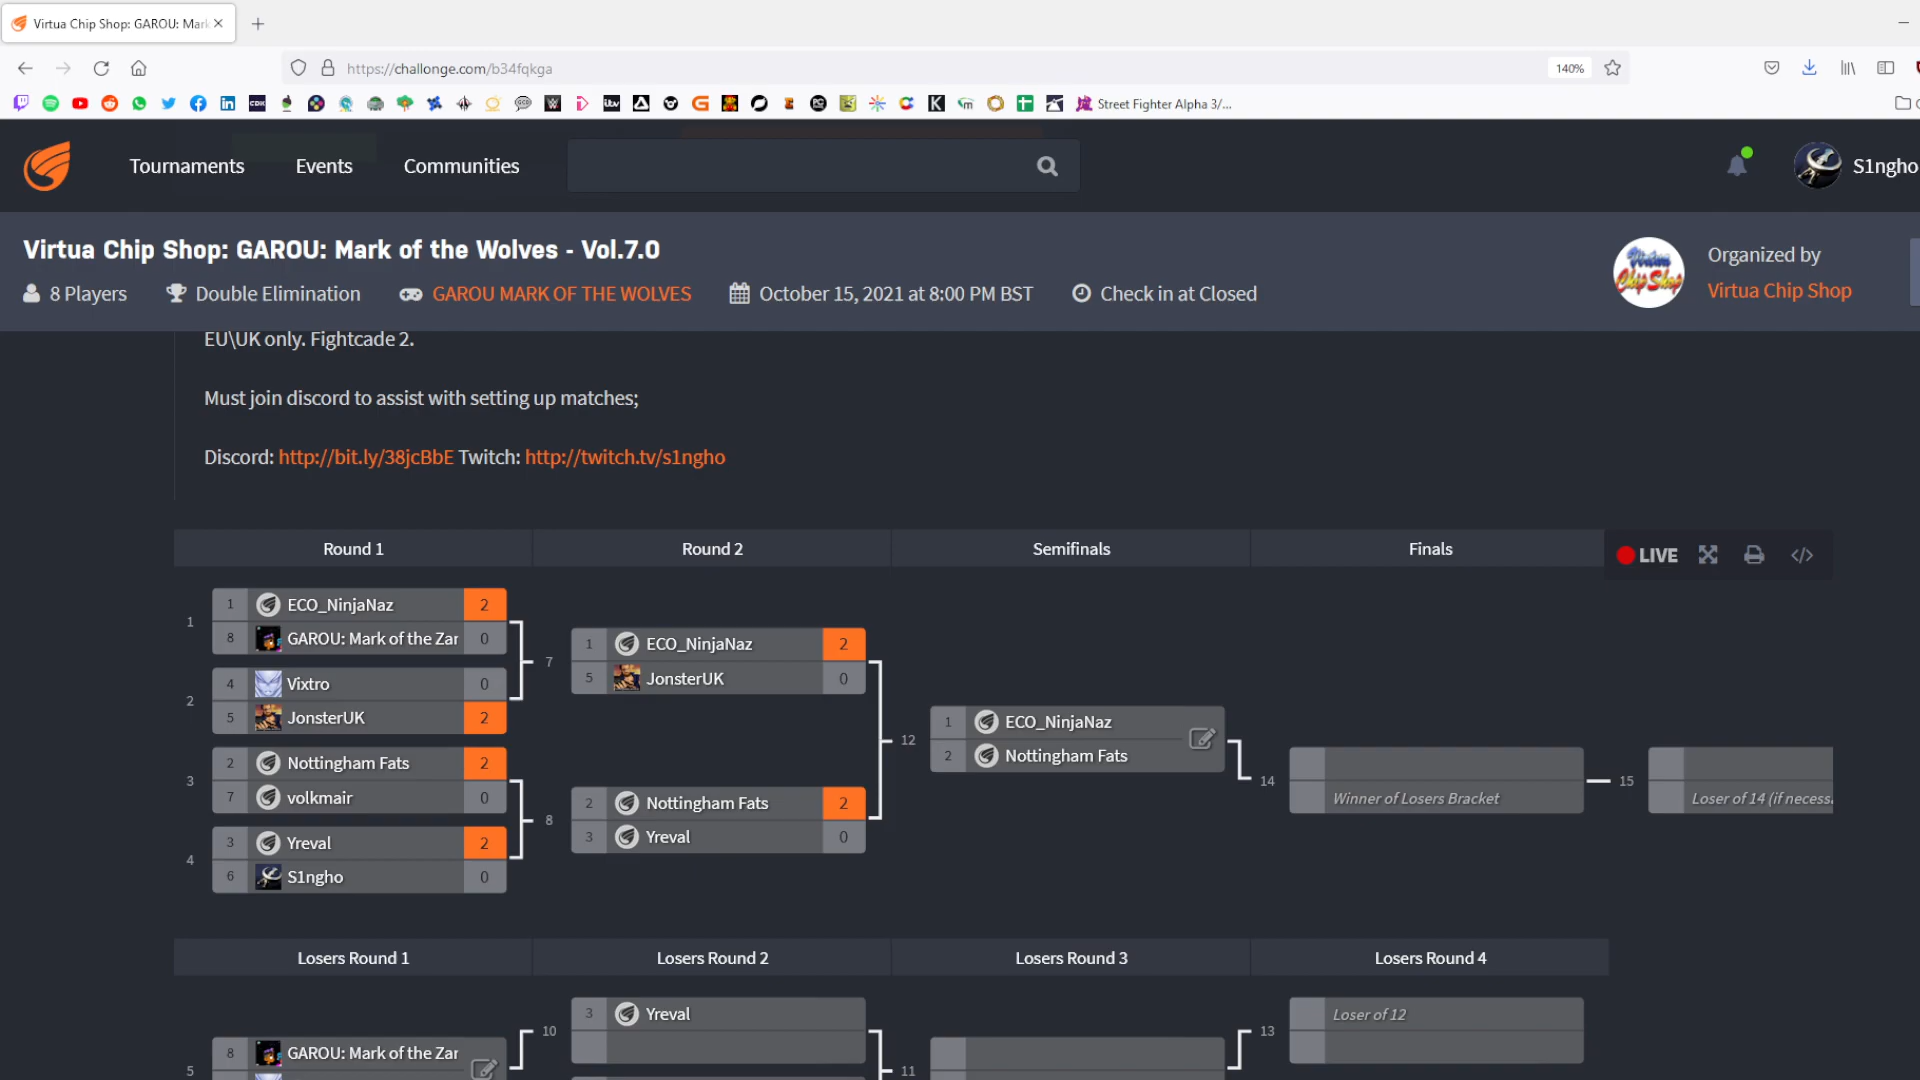 Virtua Chip Shop: GAROU: Mark
https://challonge.com/b34fqkga
140%
Street Fighter Alpha 3/...
Tournaments
Events
Communities
S1ngho
Virtua Chip Shop: GAROU: Mark of the Wolves - Vol.7.0
8 Players
Double Elimination
GAROU MARK OF THE WOLVES
October 15, 2021 at 8:00 PM BST
Check in at Closed
Organized by
Virtua Chip Shop
EU\UK only. Fightcade 2.
Must join discord to assist with setting up matches;
Discord: http://bit.ly/38jcBbE Twitch: http://twitch.tv/s1ngho
Round 1
Round 2
Semifinals
Finals
LIVE
1
1 ECO_NinjaNaz 2
8 GAROU: Mark of the Zar 0
2
4 Vixtro 0
5 JonsterUK 2
3
2 Nottingham Fats 2
7 volkmair 0
4
3 Yreval 2
6 S1ngho 0
7
1 ECO_NinjaNaz 2
5 JonsterUK 0
8
2 Nottingham Fats 2
3 Yreval 0
12
1 ECO_NinjaNaz
2 Nottingham Fats
14
Winner of Losers Bracket
15
Loser of 14 (if necess
Losers Round 1
Losers Round 2
Losers Round 3
Losers Round 4
5
8 GAROU: Mark of the Zar
10
3 Yreval
11
13
Loser of 12